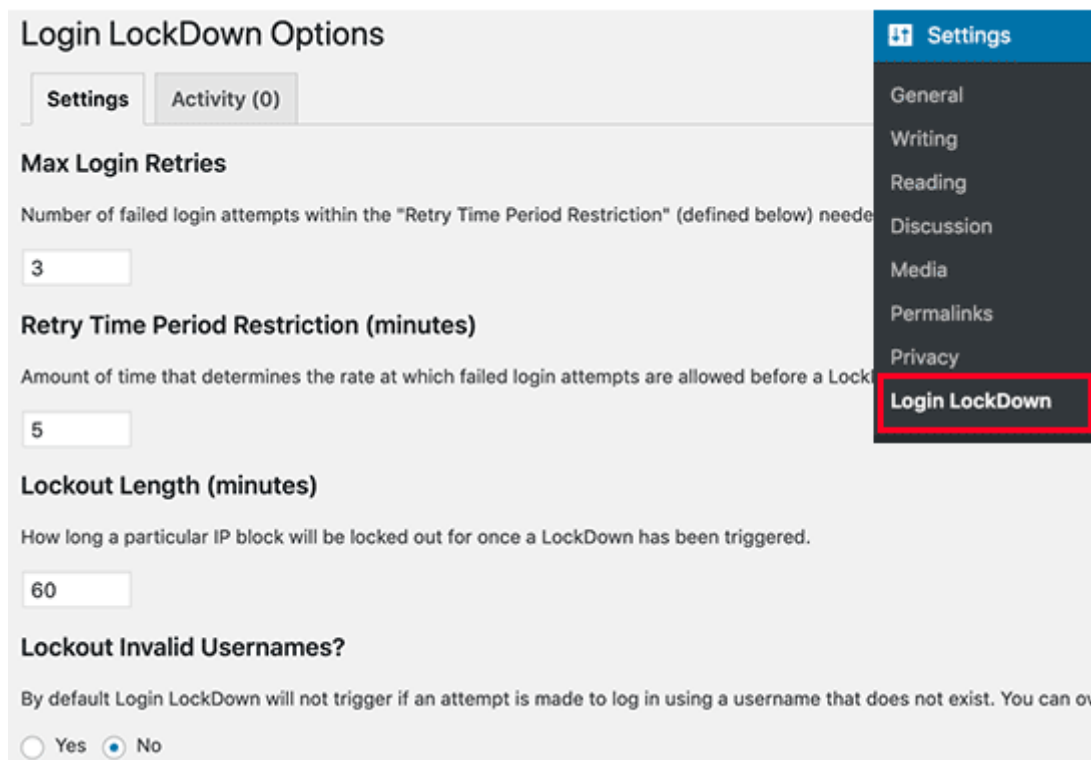 Login LockDown Options
Settings
Activity (0)
Max Login Retries
Number of failed login attempts within the "Retry Time Period Restriction" (defined below)
3
Retry Time Period Restriction (minutes)
Amount of time that determines the rate at which failed login attempts are allowed before a
5
Lockout Length (minutes)
How long a particular IP block will be locked out for once a LockDown has been triggered.
60
Lockout Invalid Usernames?
By default Login LockDown will not trigger if an attempt is made to log in using a username that does not exist. You can
Yes
No
Settings
General
Writing
Reading
Discussion
Media
Permalinks
Privacy
Login LockDown